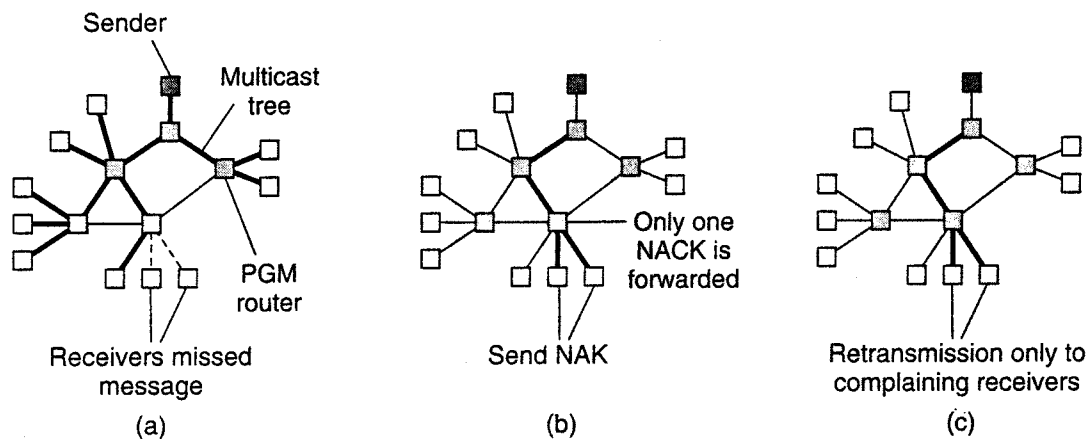 Sender
Multicast
tree
PGM
router
Receivers missed
message
(a)
Only one
NACK is
forwarded
Send NAK
(b)
Retransmission only to
complaining receivers
(c)